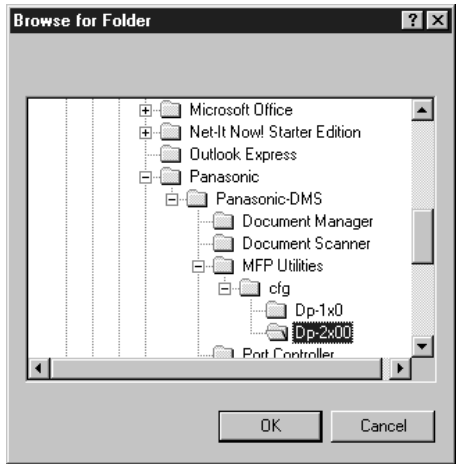 Browse for Folder
Microsoft Office
Net-It Now! Starter Edition
Outlook Express
Panasonic
Panasonic-DMS
Document Manager
Document Scanner
MFP Utilities
cfg
Dp-1x0
Dp-2x00
Port Controller
OK Cancel